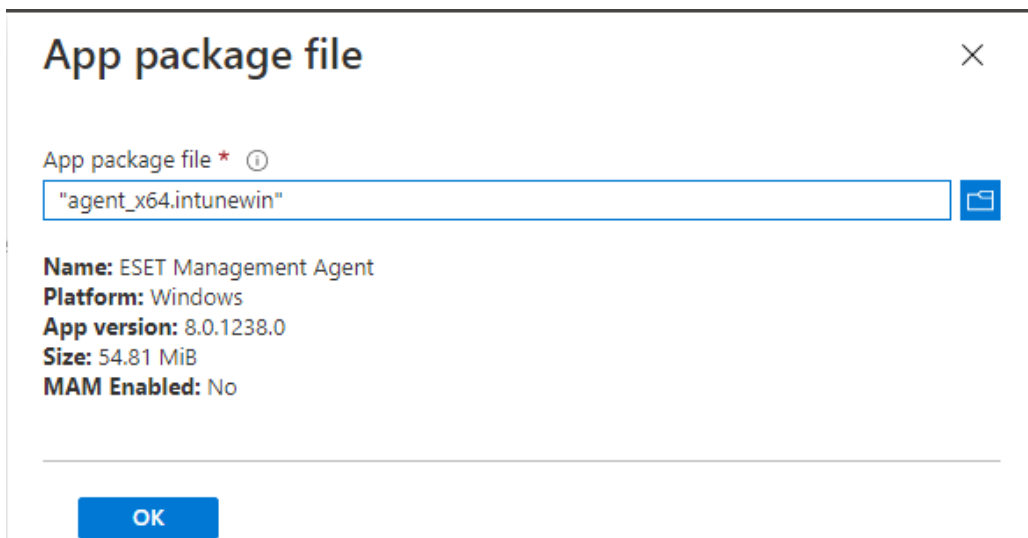 App package file
App package file *
"agent_x64.intunewin"
Name: ESET Management Agent
Platform: Windows
App version: 8.0.1238.0
Size: 54.81 MiB
MAM Enabled: No
OK